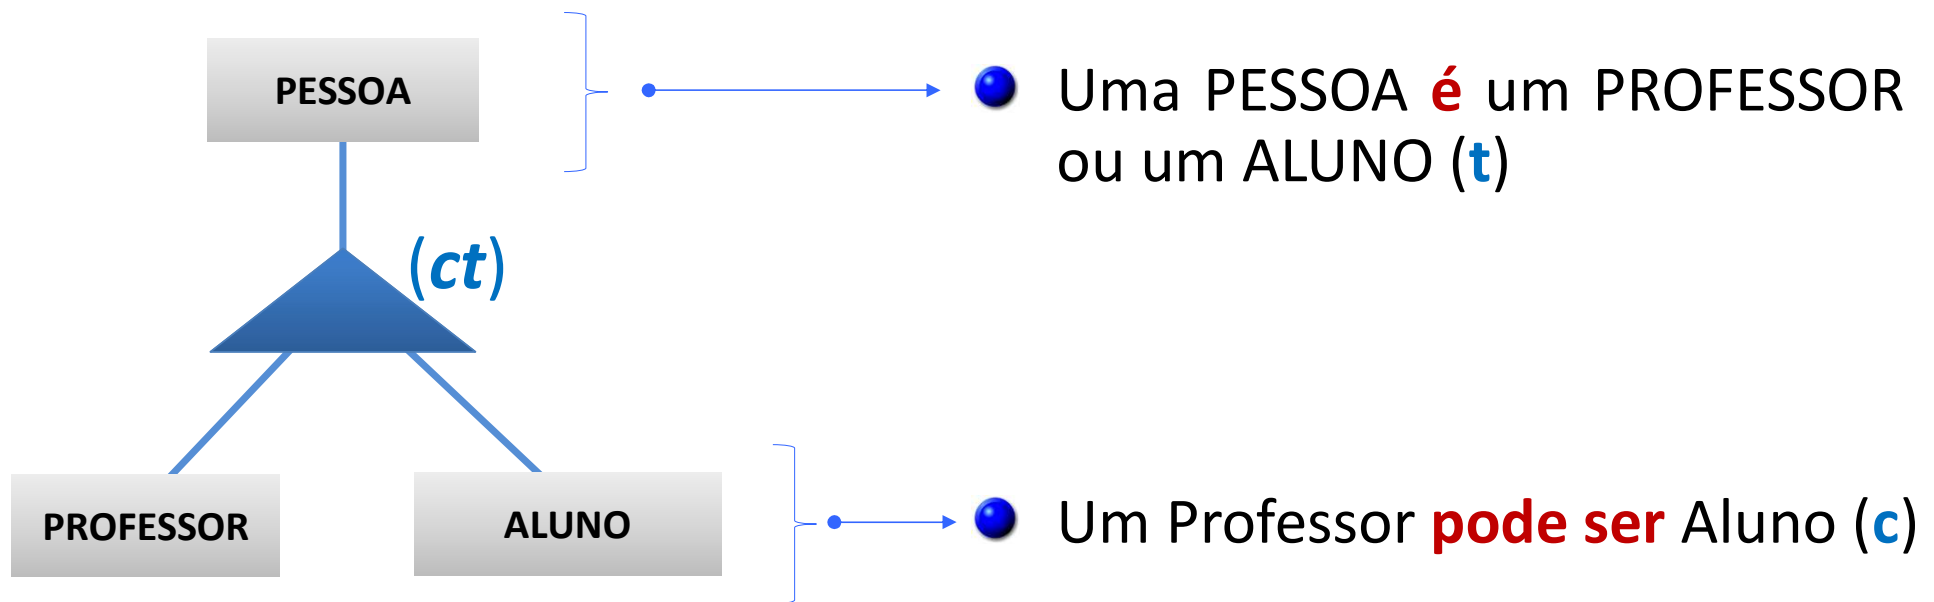 PESSOA
Uma PESSOA é um PROFESSOR
ou um ALUNO (t)
(ct)
PROFESSOR
ALUNO
Um Professor pode ser Aluno (c)